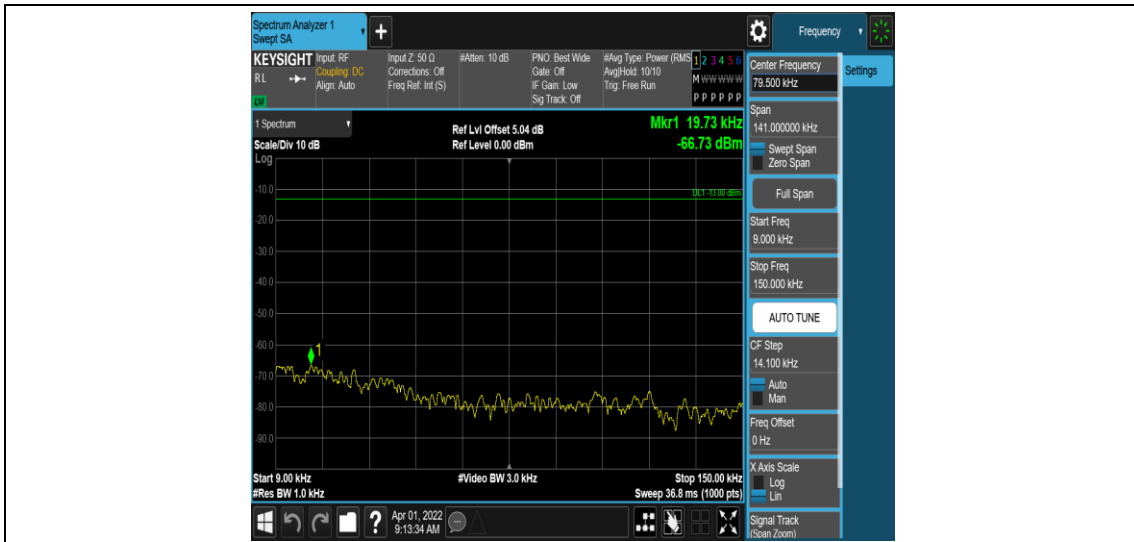 Spectrum Analyzer 1
Swept SA
+
Frequency
KEYSIGHT
RL
LXI
Input: RF
Coupling: DC
Align: Auto
Input Z: 50 Ω
Corrections: Off
Freq Ref: Int (S)
#Atten: 10 dB
PNO: Best Wide
Gate: Off
IF Gain: Low
Sig Track: Off
#Avg Type: Power (RMS
Avg|Hold: 10/10
Trig: Free Run
1 2 3 4 5 6
M W W W W W
P P P P P P
1 Spectrum
Scale/Div 10 dB
Log
Ref Lvl Offset 5.04 dB
Ref Level 0.00 dBm
Mkr1 19.73 kHz
-66.73 dBm
DL1 -13.00 dBm
-10.0
-20.0
-30.0
-40.0
-50.0
-60.0
-70.0
-80.0
-90.0
1
Start 9.00 kHz
#Res BW 1.0 kHz
#Video BW 3.0 kHz
Stop 150.00 kHz
Sweep 36.8 ms (1000 pts)
Center Frequency
79.500 kHz
Settings
Span
141.000000 kHz
Swept Span
Zero Span
Full Span
Start Freq
9.000 kHz
Stop Freq
150.000 kHz
AUTO TUNE
CF Step
14.100 kHz
Auto
Man
Freq Offset
0 Hz
X Axis Scale
Log
Lin
Signal Track
(Span Zoom)
?
Apr 01, 2022
9:13:34 AM